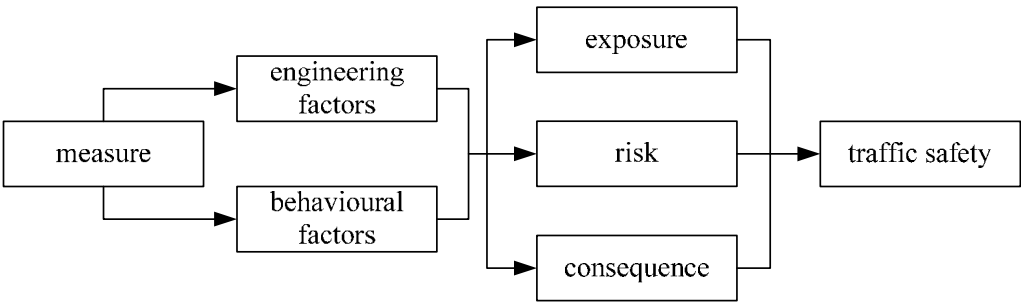 measure
engineering
factors
behavioural
factors
exposure
risk
consequence
traffic safety